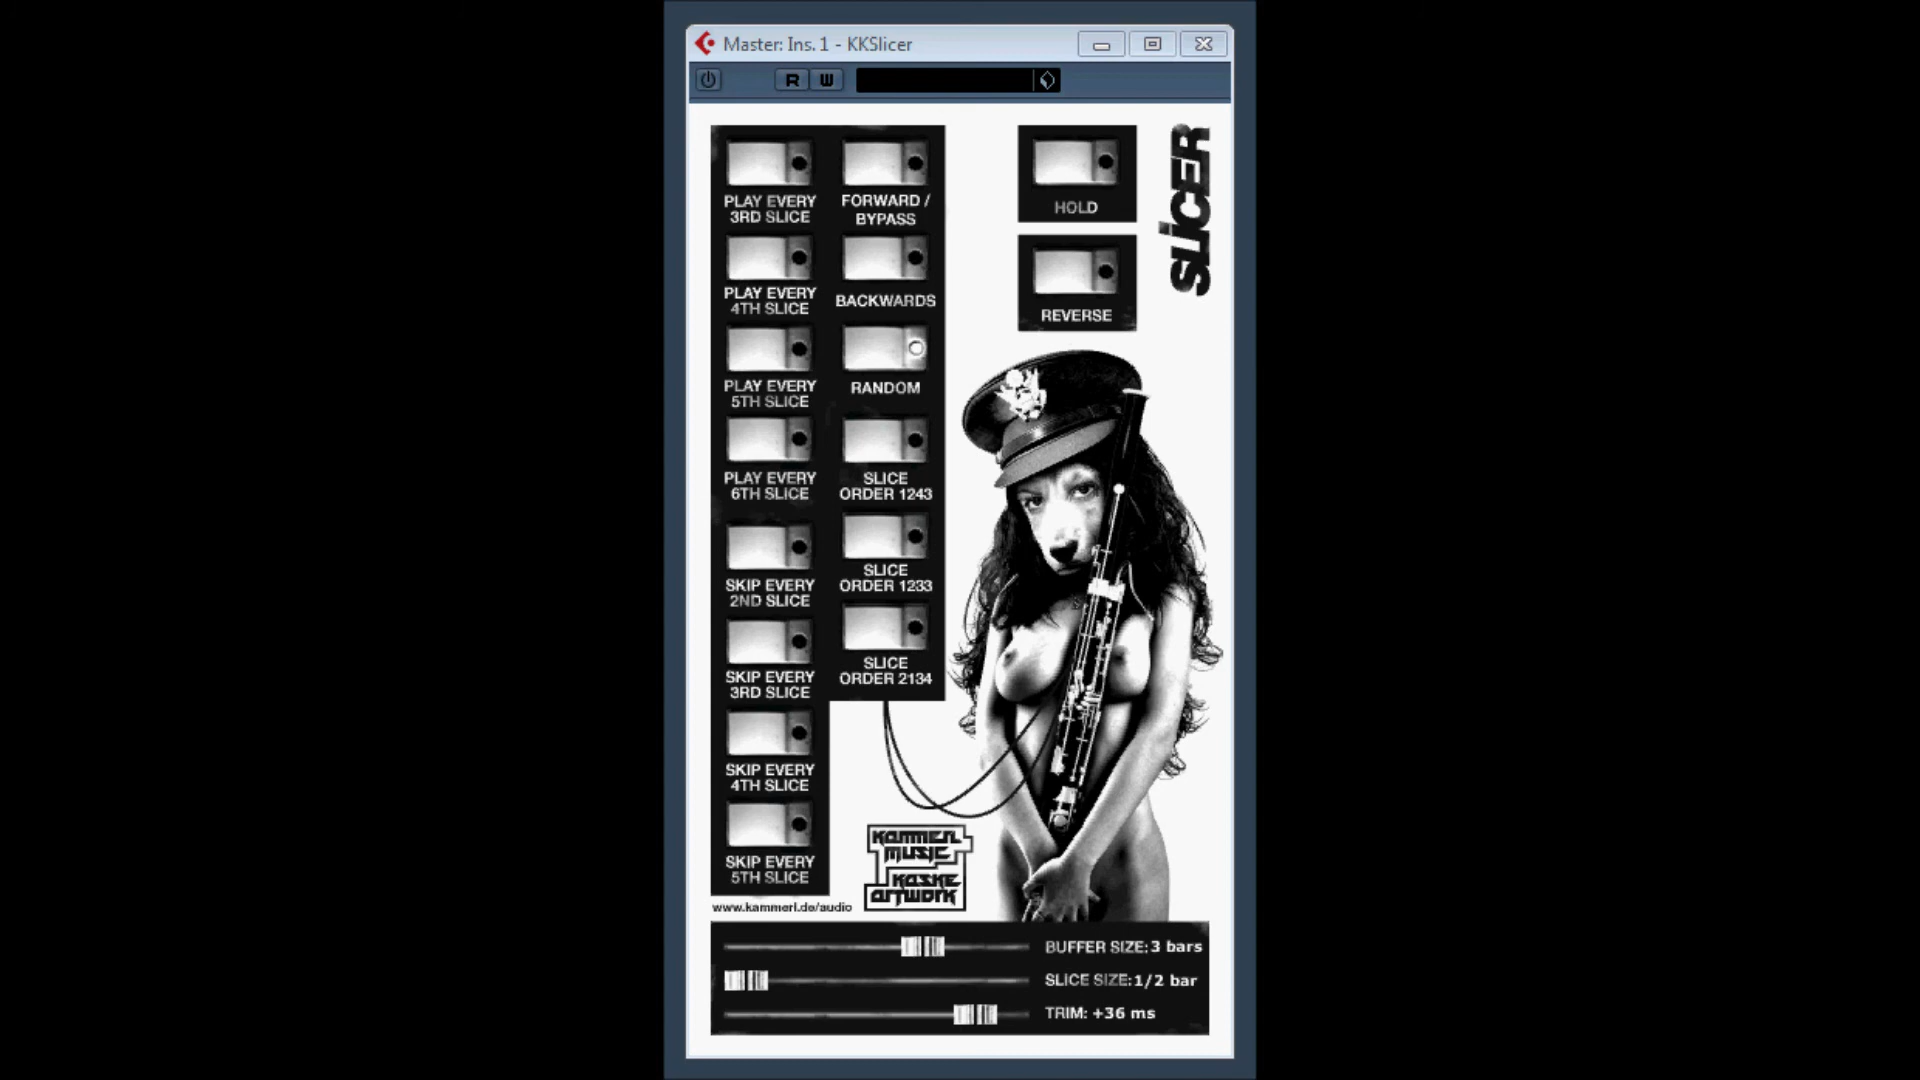 Master: Ins. 1 - KKSlicer
R W
PLAY EVERY
3RD SLICE
PLAY EVERY
4TH SLICE
PLAY EVERY
5TH SLICE
PLAY EVERY
6TH SLICE
SKIP EVERY
2ND SLICE
SKIP EVERY
3RD SLICE
SKIP EVERY
4TH SLICE
SKIP EVERY
5TH SLICE
FORWARD /
BYPASS
BACKWARDS
RANDOM
SLICE
ORDER 1243
SLICE
ORDER 1233
SLICE
ORDER 2134
HOLD
REVERSE
SLICER
KAMMERL
MUSIC
KASKE
ARTWORK
www.kammerl.de/audio
BUFFER SIZE: 3 bars
SLICE SIZE: 1/2 bar
TRIM: +36 ms